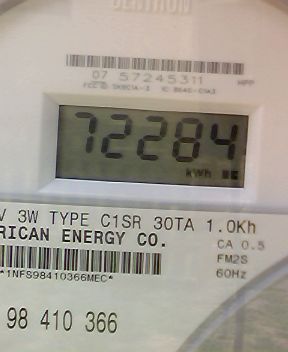 CENTRON
07 57245311
72284
kWh
V 3W TYPE C1SR 30TA 1.0Kh
RICAN ENERGY CO.
CA 0.5
FM2S
60Hz
*1NFS98410366MEC*
98 410 366